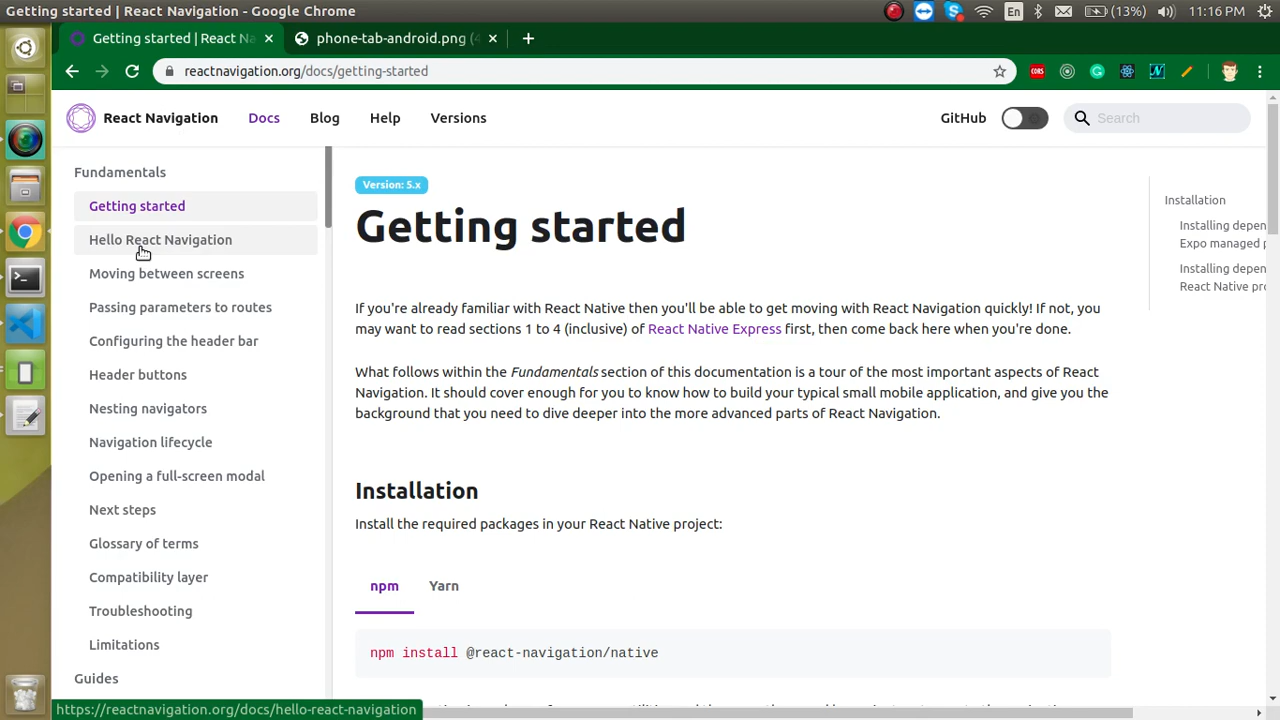 Getting started | React Navigation - Google Chrome
En
(13%)
11:16 PM
Getting started | React Na
phone-tab-android.png (4
reactnavigation.org/docs/getting-started
CORS
React Navigation
Docs
Blog
Help
Versions
GitHub
Search
Fundamentals
Getting started
Hello React Navigation
Moving between screens
Passing parameters to routes
Configuring the header bar
Header buttons
Nesting navigators
Navigation lifecycle
Opening a full-screen modal
Next steps
Glossary of terms
Compatibility layer
Troubleshooting
Limitations
Guides
Version: 5.x
Getting started
If you're already familiar with React Native then you'll be able to get moving with React Navigation quickly! If not, you
may want to read sections 1 to 4 (inclusive) of React Native Express first, then come back here when you're done.
What follows within the Fundamentals section of this documentation is a tour of the most important aspects of React
Navigation. It should cover enough for you to know how to build your typical small mobile application, and give you the
background that you need to dive deeper into the more advanced parts of React Navigation.
Installation
Install the required packages in your React Native project:
npm
Yarn
npm install @react-navigation/native
Installation
Installing depen
Expo managed p
Installing depen
React Native pro
https://reactnavigation.org/docs/hello-react-navigation